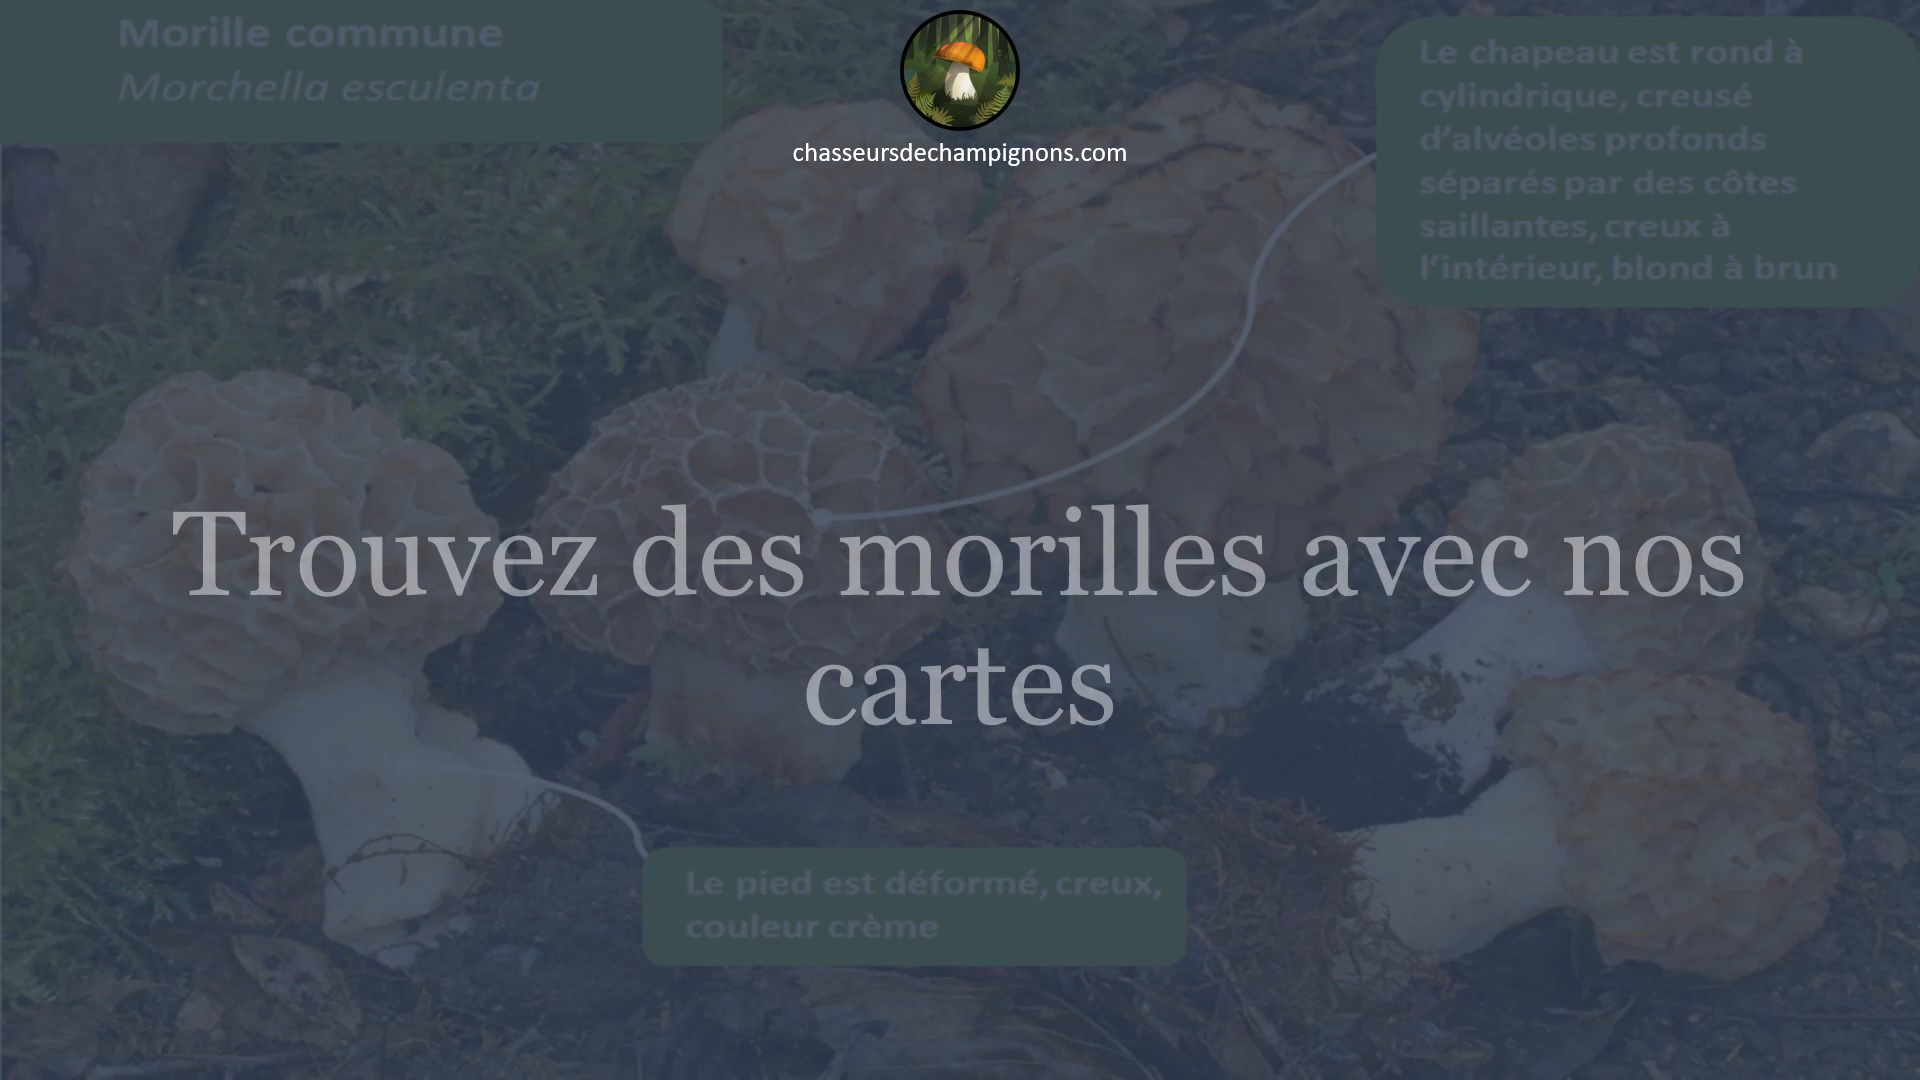 Morille commune
Morchella esculenta
chasseursdechampignons.com
Le chapeau est rond à
cylindrique, creusé
d’alvéoles profonds
séparés par des côtes
saillantes, creux à
l’intérieur, blond à brun
Trouvez des morilles avec nos
cartes
Le pied est déformé, creux,
couleur crème